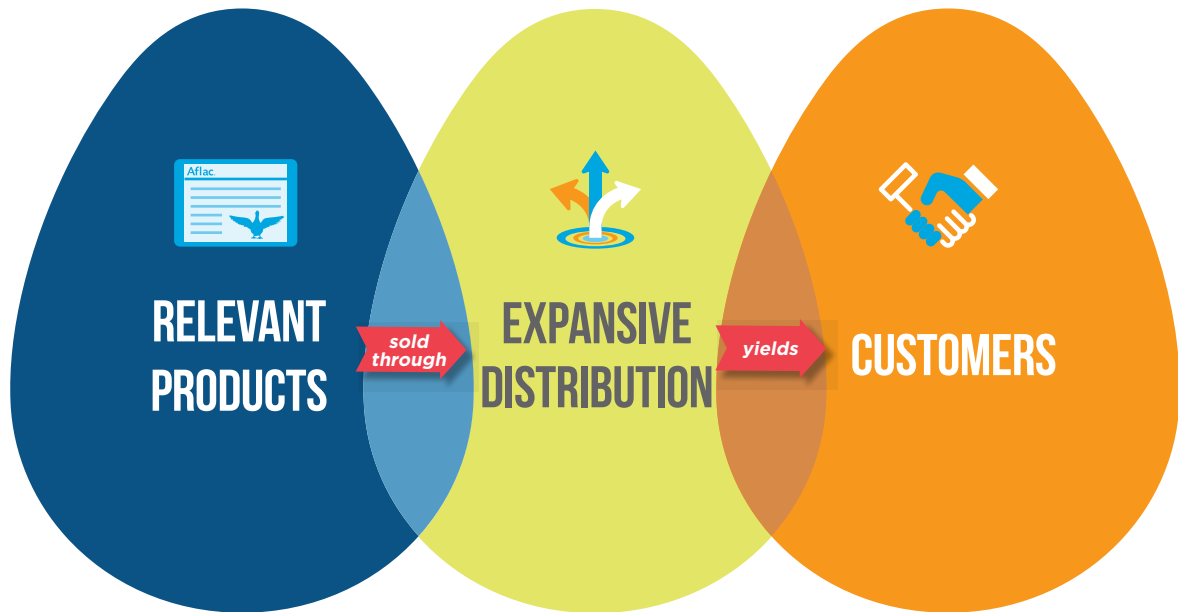 Aflac
RELEVANT
PRODUCTS
sold
through
EXPANSIVE
DISTRIBUTION
yields
CUSTOMERS